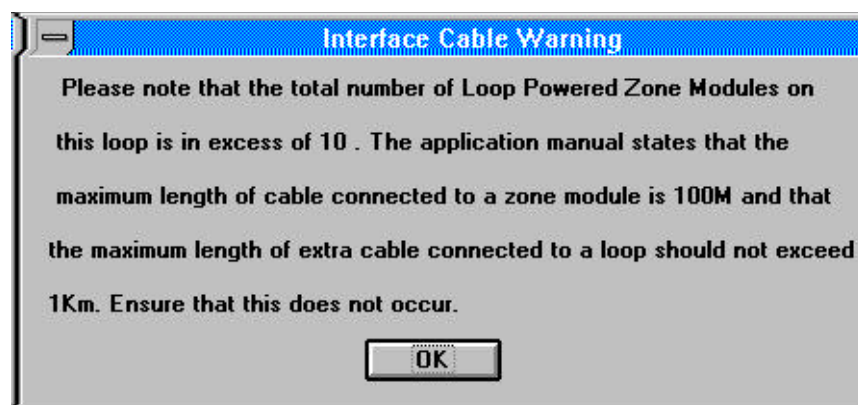 Interface Cable Warning
Please note that the total number of Loop Powered Zone Modules on
this loop is in excess of 10 . The application manual states that the
maximum length of cable connected to a zone module is 100M and that
the maximum length of extra cable connected to a loop should not exceed
1Km. Ensure that this does not occur.
OK